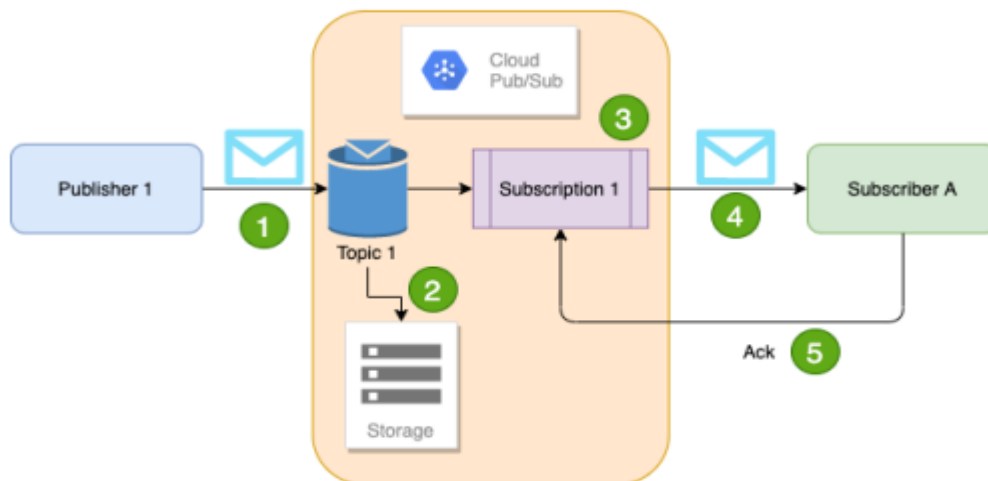 Cloud
Pub/Sub
3
Publisher 1
Subscription 1
Subscriber A
1
4
Topic 1
2
Ack
5
Storage